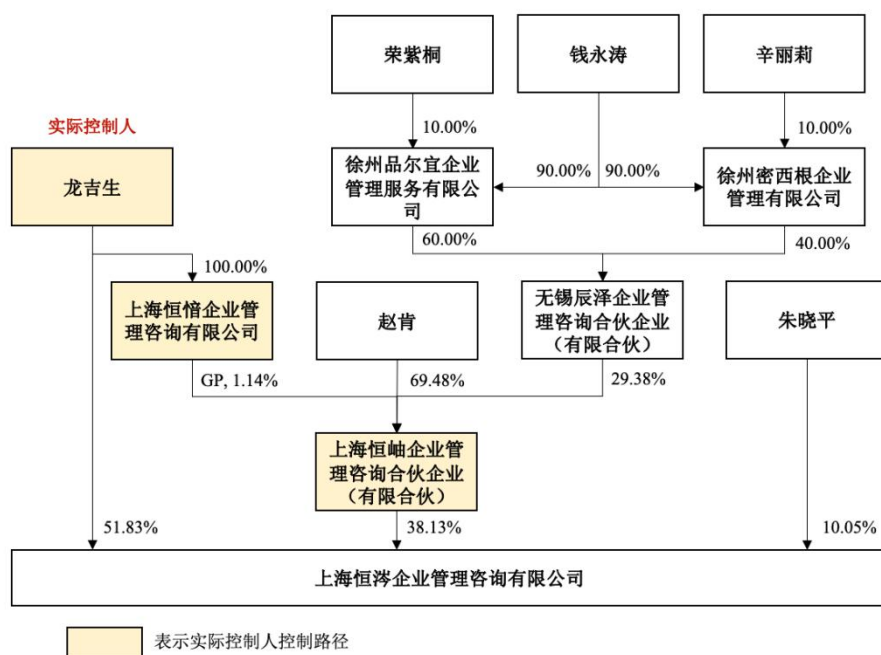 荣紫桐
钱永涛
辛丽莉
实际控制人
龙吉生
10.00%
90.00%
90.00%
10.00%
徐州品尔宜企业
管理服务有限公
司
徐州密西根企业
管理有限公司
60.00%
40.00%
100.00%
上海恒愔企业管
理咨询有限公司
赵肯
无锡辰泽企业管
理咨询合伙企业
（有限合伙）
朱晓平
GP, 1.14%
69.48%
29.38%
上海恒岫企业管
理咨询合伙企业
（有限合伙）
51.83%
38.13%
10.05%
上海恒涔企业管理咨询有限公司
表示实际控制人控制路径